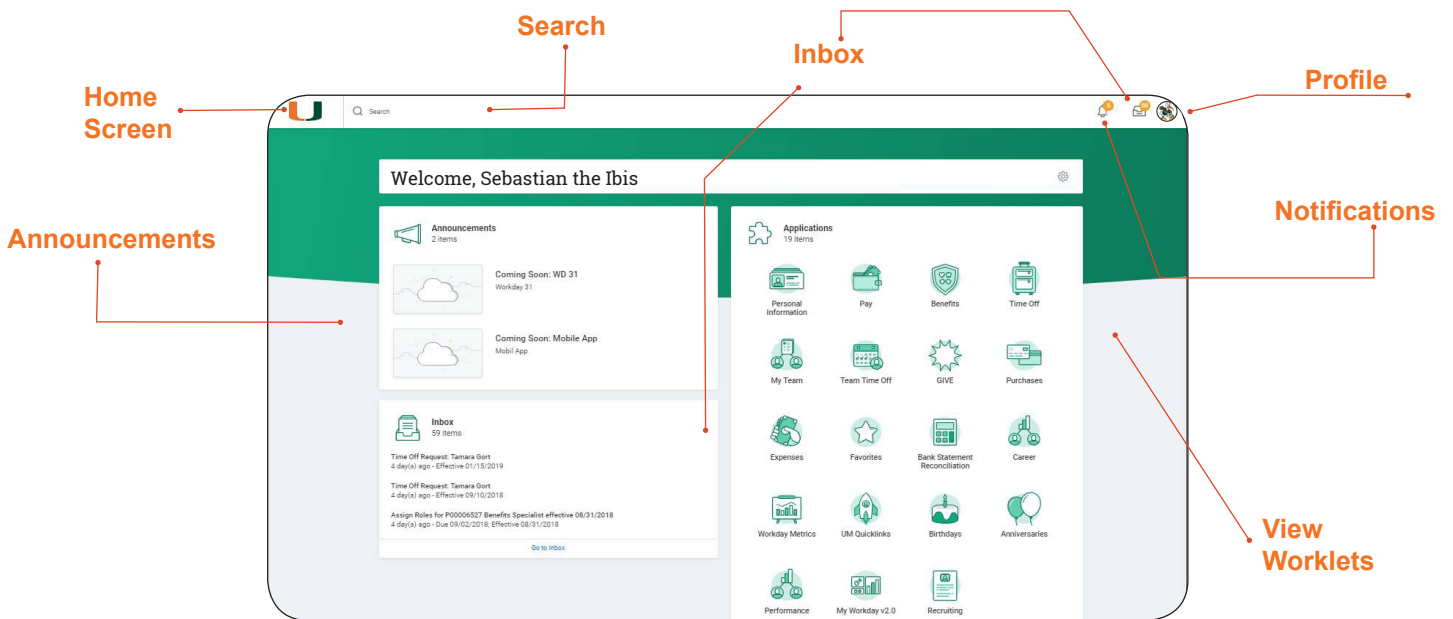 Search
Inbox
Home
Screen
Profile
Search
Welcome, Sebastian the Ibis
Notifications
Announcements
Announcements
2 items
Coming Soon: WD 31
Workday 31
Coming Soon: Mobile App
Mobil App
Inbox
59 items
Time Off Request: Tamara Gort
4 day(s) ago - Effective 01/15/2019
Time Off Request: Tamara Gort
4 day(s) ago - Effective 09/10/2018
Assign Roles for P00006527 Benefits Specialist effective 08/31/2018
4 day(s) ago - Due 09/02/2018; Effective 08/31/2018
Go to Inbox
Applications
19 items
Personal
Information
Pay
Benefits
Time Off
My Team
Team Time Off
GIVE
Purchases
Expenses
Favorites
Bank Statement
Reconciliation
Career
Workday Metrics
UM Quicklinks
Birthdays
Anniversaries
Performance
My Workday v2.0
Recruiting
View
Worklets